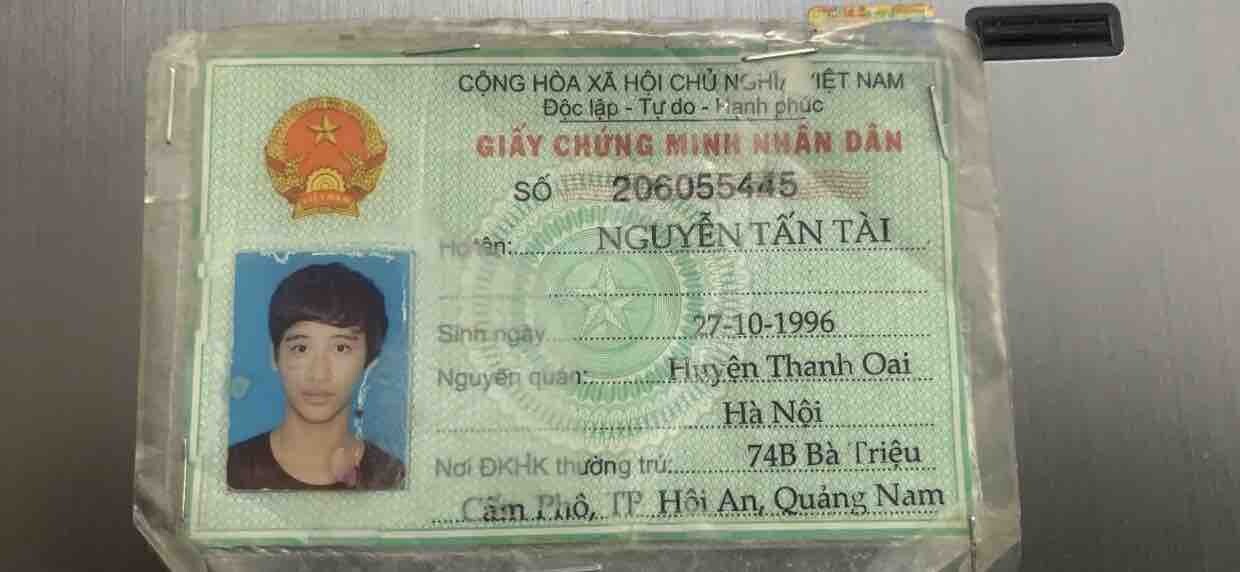 CỘNG HÒA XÃ HỘI CHỦ NGHĨA VIỆT NAM
Độc lập - Tự do - Hạnh phúc
GIẤY CHỨNG MINH NHÂN DÂN
SỐ 206055445
Họ tên: NGUYỄN TẤN TÀI
Sinh ngày 27-10-1996
Nguyên quán: Huyện Thanh Oai
Hà Nội
Nơi ĐKHK thường trú: 74B Bà Triệu
Cẩm Phô, TP Hội An, Quảng Nam
VIỆT NAM